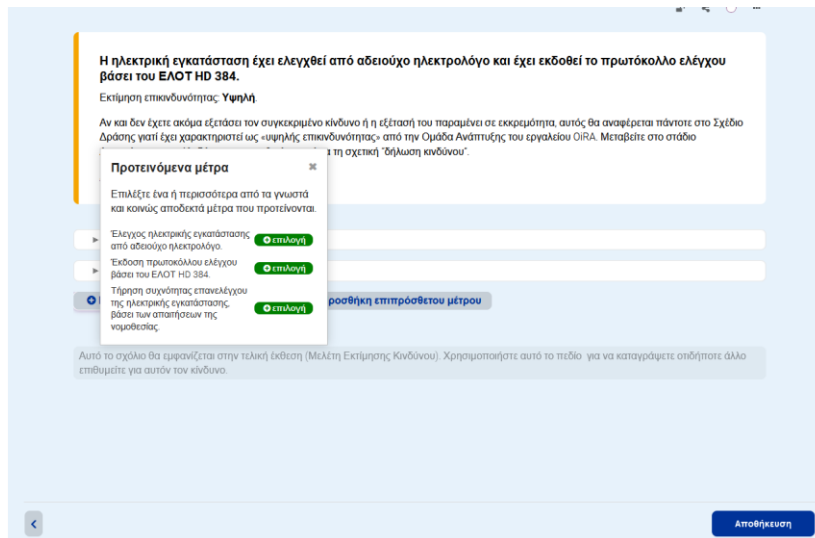 Η ηλεκτρική εγκατάσταση έχει ελεγχθεί από αδειούχο ηλεκτρολόγο και έχει εκδοθεί το πρωτόκολλο ελέγχου
βάσει του ΕΛΟΤ HD 384.
Εκτίμηση επικινδυνότητας: Υψηλή.
Αν και δεν έχετε ακόμα εξετάσει τον συγκεκριμένο κίνδυνο ή η εξέτασή του παραμένει σε εκκρεμότητα, αυτός θα αναφέρεται πάντοτε στο Σχέδιο
Δράσης γιατί έχει χαρακτηριστεί ως «υψηλής επικινδυνότητας» από την Ομάδα Ανάπτυξης του εργαλείου OiRA. Μεταβείτε στο στάδιο
τη σχετική "δήλωση κινδύνου".
Προτεινόμενα μέτρα
Επιλέξτε ένα ή περισσότερα από τα γνωστά
και κοινώς αποδεκτά μέτρα που προτείνονται.
Έλεγχος ηλεκτρικής εγκατάστασης
από αδειούχο ηλεκτρολόγο.
επιλογή
Έκδοση πρωτοκόλλου ελέγχου
βάσει του ΕΛΟΤ HD 384.
επιλογή
Τήρηση συχνότητας επανελέγχου
της ηλεκτρικής εγκατάστασης,
βάσει των απαιτήσεων της
νομοθεσίας.
επιλογή
ροσθήκη επιπρόσθετου μέτρου
Αυτό το σχόλιο θα εμφανίζεται στην τελική έκθεση (Μελέτη Εκτίμησης Κινδύνου). Χρησιμοποιήστε αυτό το πεδίο για να καταγράψετε οτιδήποτε άλλο
επιθυμείτε για αυτόν τον κίνδυνο.
Αποθήκευση